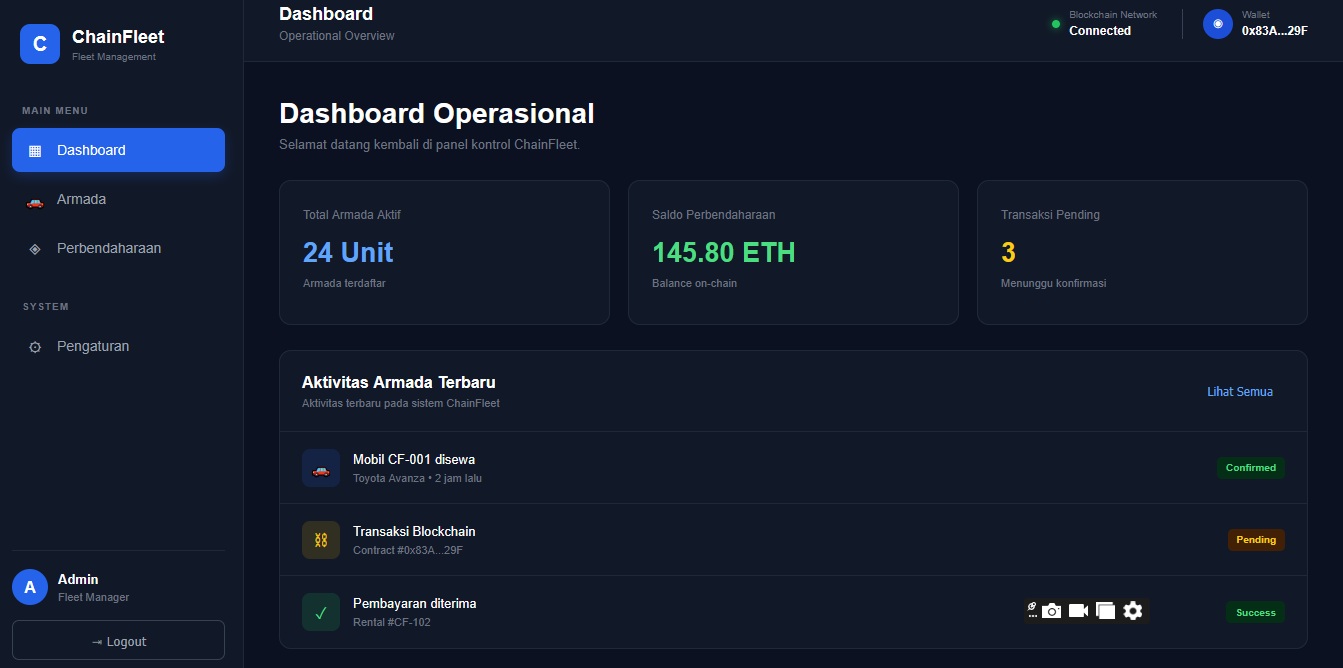 C
ChainFleet
Fleet Management
MAIN MENU
Dashboard
Armada
Perbendaharaan
SYSTEM
Pengaturan
A
Admin
Fleet Manager
⇥ Logout
Dashboard
Operational Overview
Blockchain Network
Connected
Wallet
0x83A...29F
Dashboard Operasional
Selamat datang kembali di panel kontrol ChainFleet.
Total Armada Aktif
24 Unit
Armada terdaftar
Saldo Perbendaharaan
145.80 ETH
Balance on-chain
Transaksi Pending
3
Menunggu konfirmasi
Aktivitas Armada Terbaru
Aktivitas terbaru pada sistem ChainFleet
Lihat Semua
Mobil CF-001 disewa
Toyota Avanza • 2 jam lalu
Confirmed
Transaksi Blockchain
Contract #0x83A...29F
Pending
Pembayaran diterima
Rental #CF-102
Success